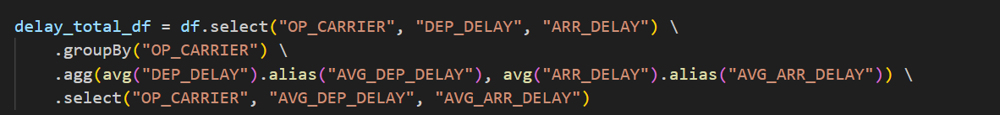 delay_total_df = df.select("OP_CARRIER", "DEP_DELAY", "ARR_DELAY") \
    .groupBy("OP_CARRIER") \
    .agg(avg("DEP_DELAY").alias("AVG_DEP_DELAY"), avg("ARR_DELAY").alias("AVG_ARR_DELAY")) \
    .select("OP_CARRIER", "AVG_DEP_DELAY", "AVG_ARR_DELAY")